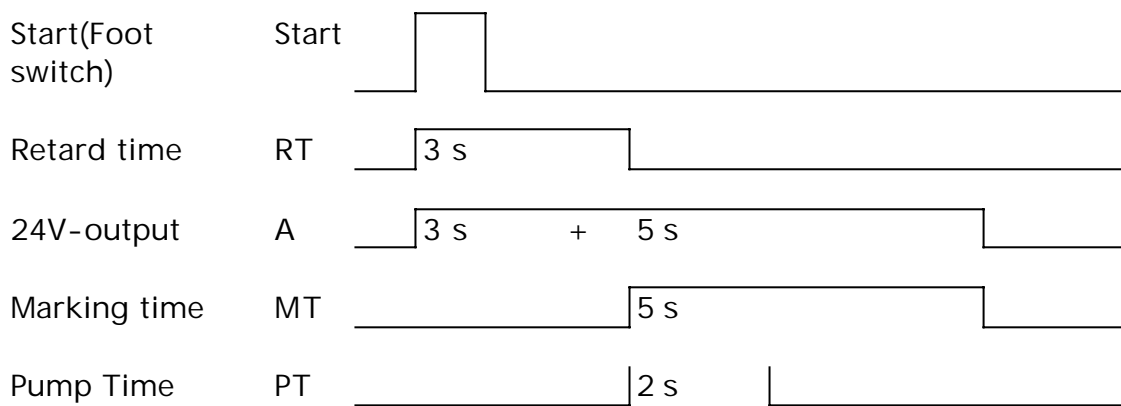 Start(Foot Start
switch)
Retard time RT 3 s
24V-output A 3 s + 5 s
Marking time MT 5 s
Pump Time PT 2 s